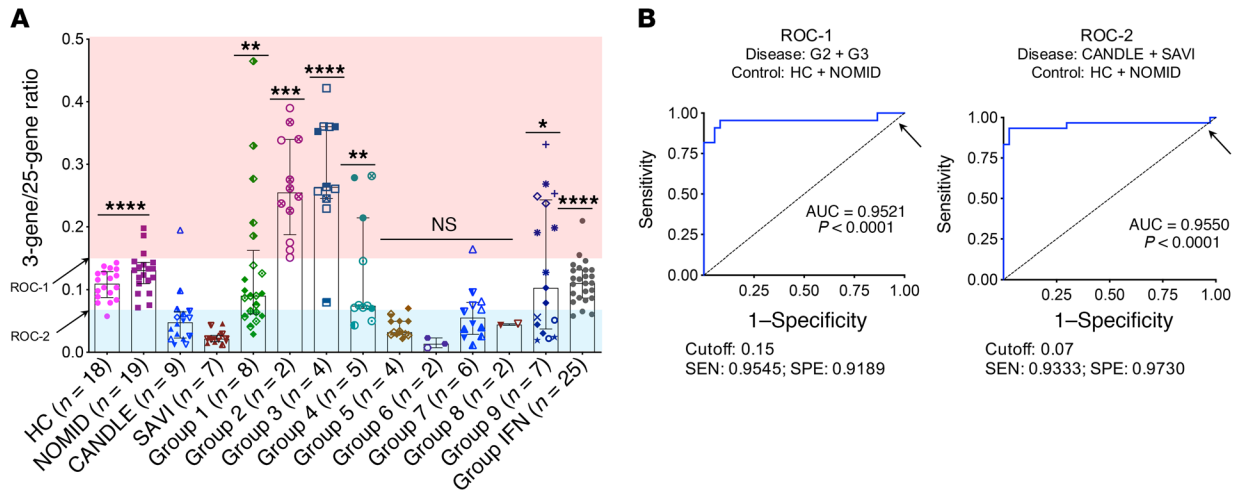 A
3-gene/25-gene ratio
0.5
0.4
0.3
0.2
0.1
0.0
ROC-1
ROC-2
****
**
***
****
**
NS
*
****
HC (n = 18)
NOMID (n = 19)
CANDLE (n = 9)
SAVI (n = 7)
Group 1 (n = 8)
Group 2 (n = 2)
Group 3 (n = 4)
Group 4 (n = 5)
Group 5 (n = 4)
Group 6 (n = 2)
Group 7 (n = 6)
Group 8 (n = 2)
Group 9 (n = 7)
Group IFN (n = 25)
B
ROC-1
Disease: G2 + G3
Control: HC + NOMID
Sensitivity
1.00
0.75
0.50
0.25
0.00
AUC = 0.9521
P < 0.0001
0.25
0.50
0.75
1.00
1–Specificity
Cutoff: 0.15
SEN: 0.9545; SPE: 0.9189
ROC-2
Disease: CANDLE + SAVI
Control: HC + NOMID
Sensitivity
1.00
0.75
0.50
0.25
0.00
AUC = 0.9550
P < 0.0001
0.25
0.50
0.75
1.00
1–Specificity
Cutoff: 0.07
SEN: 0.9333; SPE: 0.9730